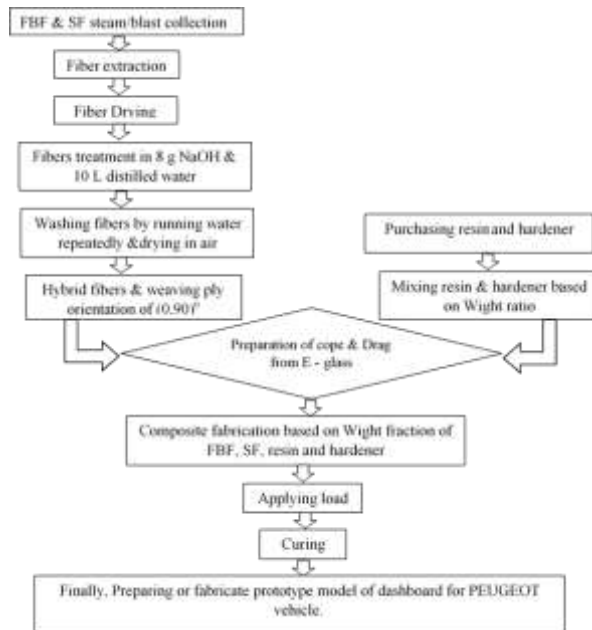 FBF & SF steam/blast collection
Fiber extraction
Fiber Drving
Fibers treatment in 8 g NaOH &
10 L distilled water
Washing fibers by running water
repeatedly &drying in air
Hybrid fibers & weaving ply
orientation of (0,90)°
Purchasing resin and hardener
Mixing resin & hardener based
on Wight ratio
Preparation of cope & Drag
from E - glass
Composite fabrication based on Wight fraction of
FBF, SF, resin and hardener
Applying load
Curing
Finally, Preparing or fabricate prototype model of dashboard for PEUGEOT
vehicle.